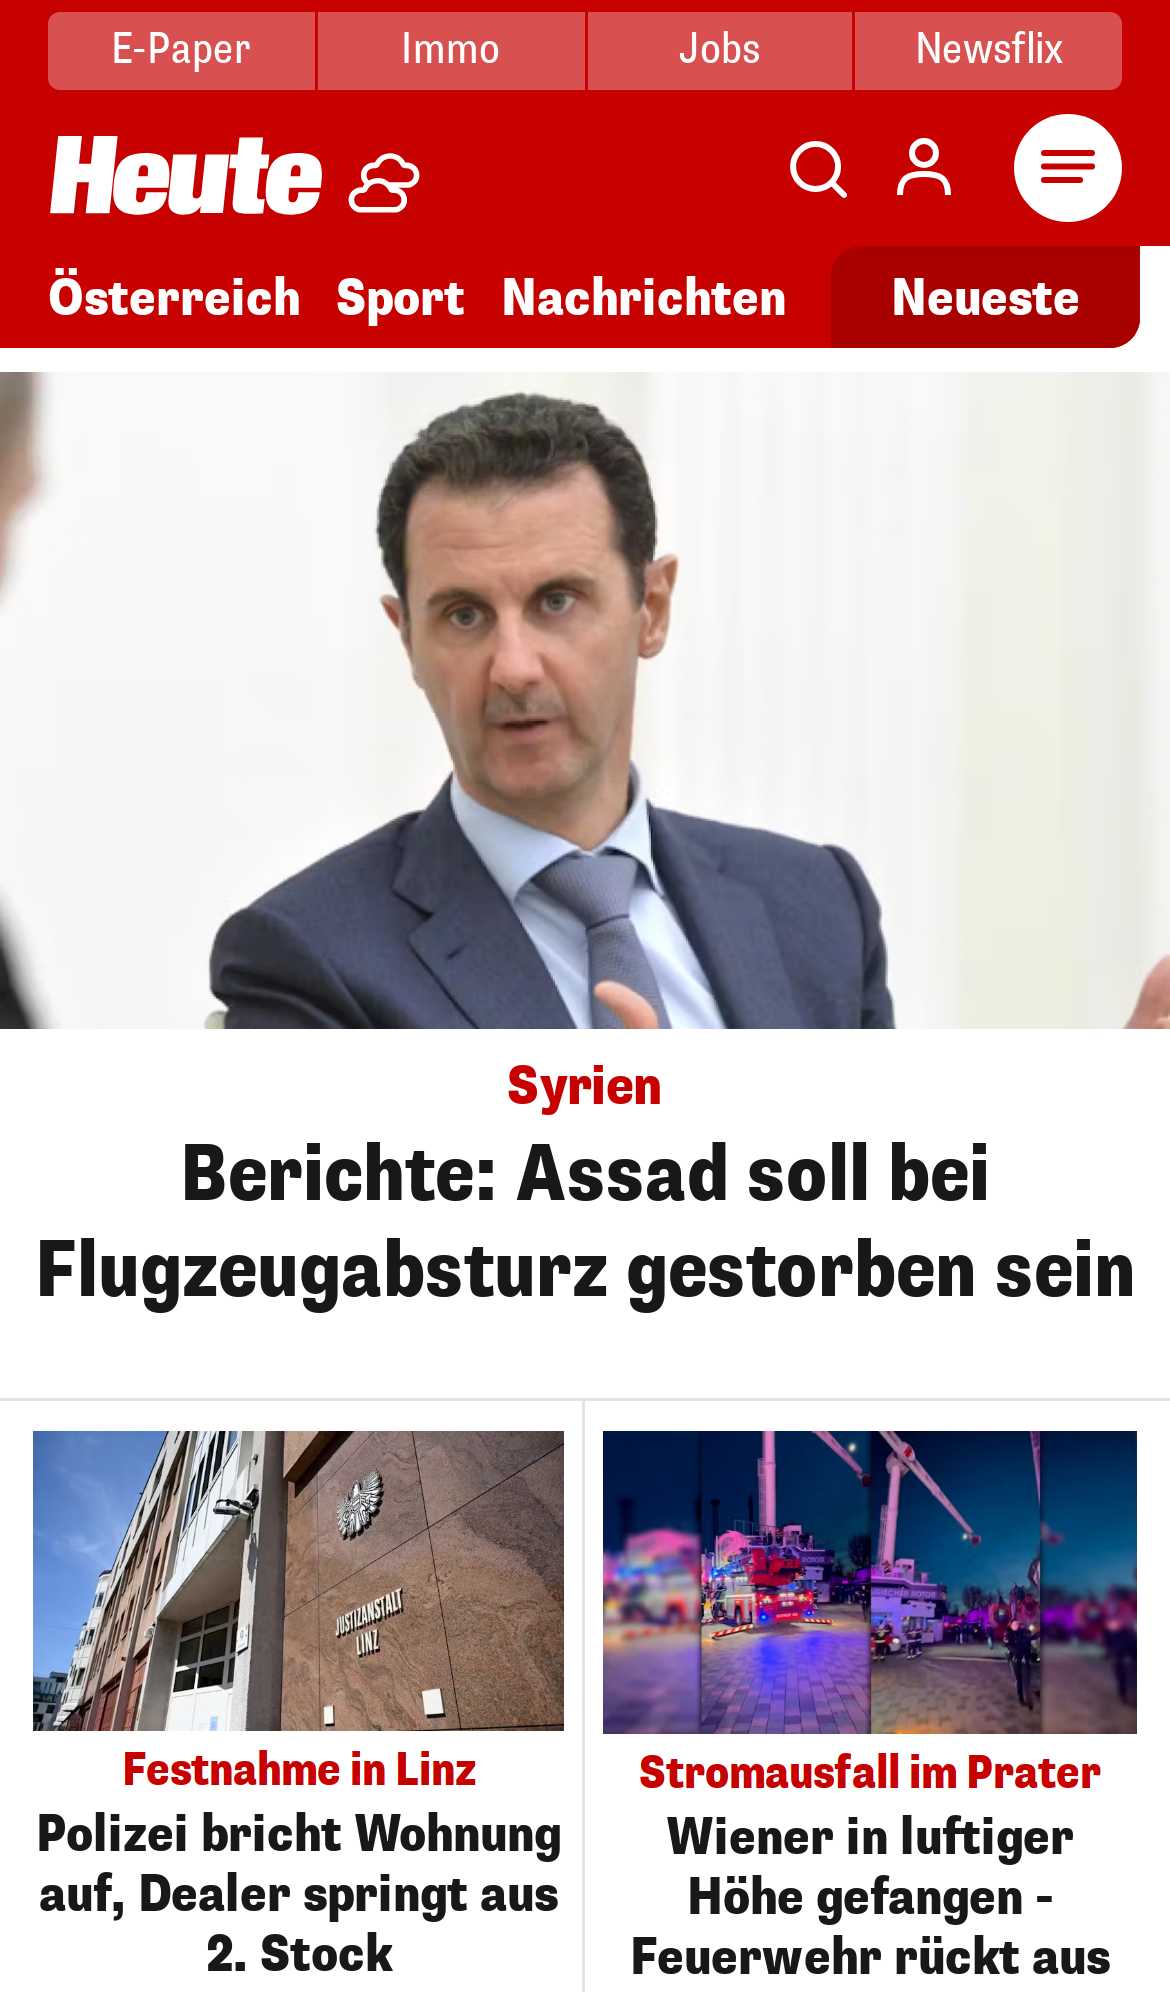 E-Paper Immo Jobs Newsflix
Heute
Österreich Sport Nachrichten Neueste
Syrien
Berichte: Assad soll bei
Flugzeugabsturz gestorben sein
JUSTIZANSTALT
LINZ
Festnahme in Linz
Polizei bricht Wohnung
auf, Dealer springt aus
2. Stock
Stromausfall im Prater
Wiener in luftiger
Höhe gefangen -
Feuerwehr rückt aus